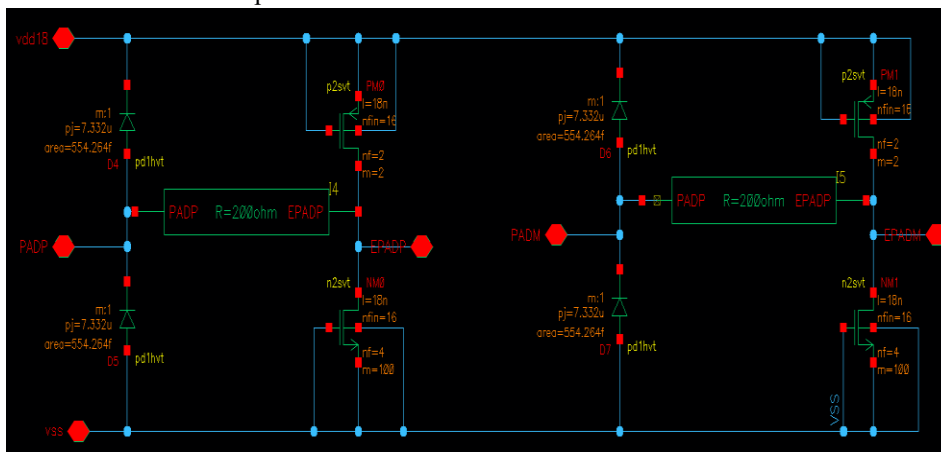 vdd18
p2svt
PM0
l=18n
nfin=16
nf=2
m=2
m:1
pj=7.332u
area=554.264f
D4
pd1hvt
I4
PADP
R=200ohm
EPADP
PADP
EPADP
m:1
pj=7.332u
area=554.264f
D5
pd1hvt
n2svt
NM0
l=18n
nfin=16
nf=4
m=100
vss
p2svt
PM1
l=18n
nfin=16
nf=2
m=2
m:1
pj=7.332u
area=554.264f
D6
pd1hvt
I5
PADP
R=200ohm
EPADP
PADM
EPADM
m:1
pj=7.332u
area=554.264f
D7
pd1hvt
n2svt
NM1
l=18n
nfin=16
nf=4
m=100
VSS